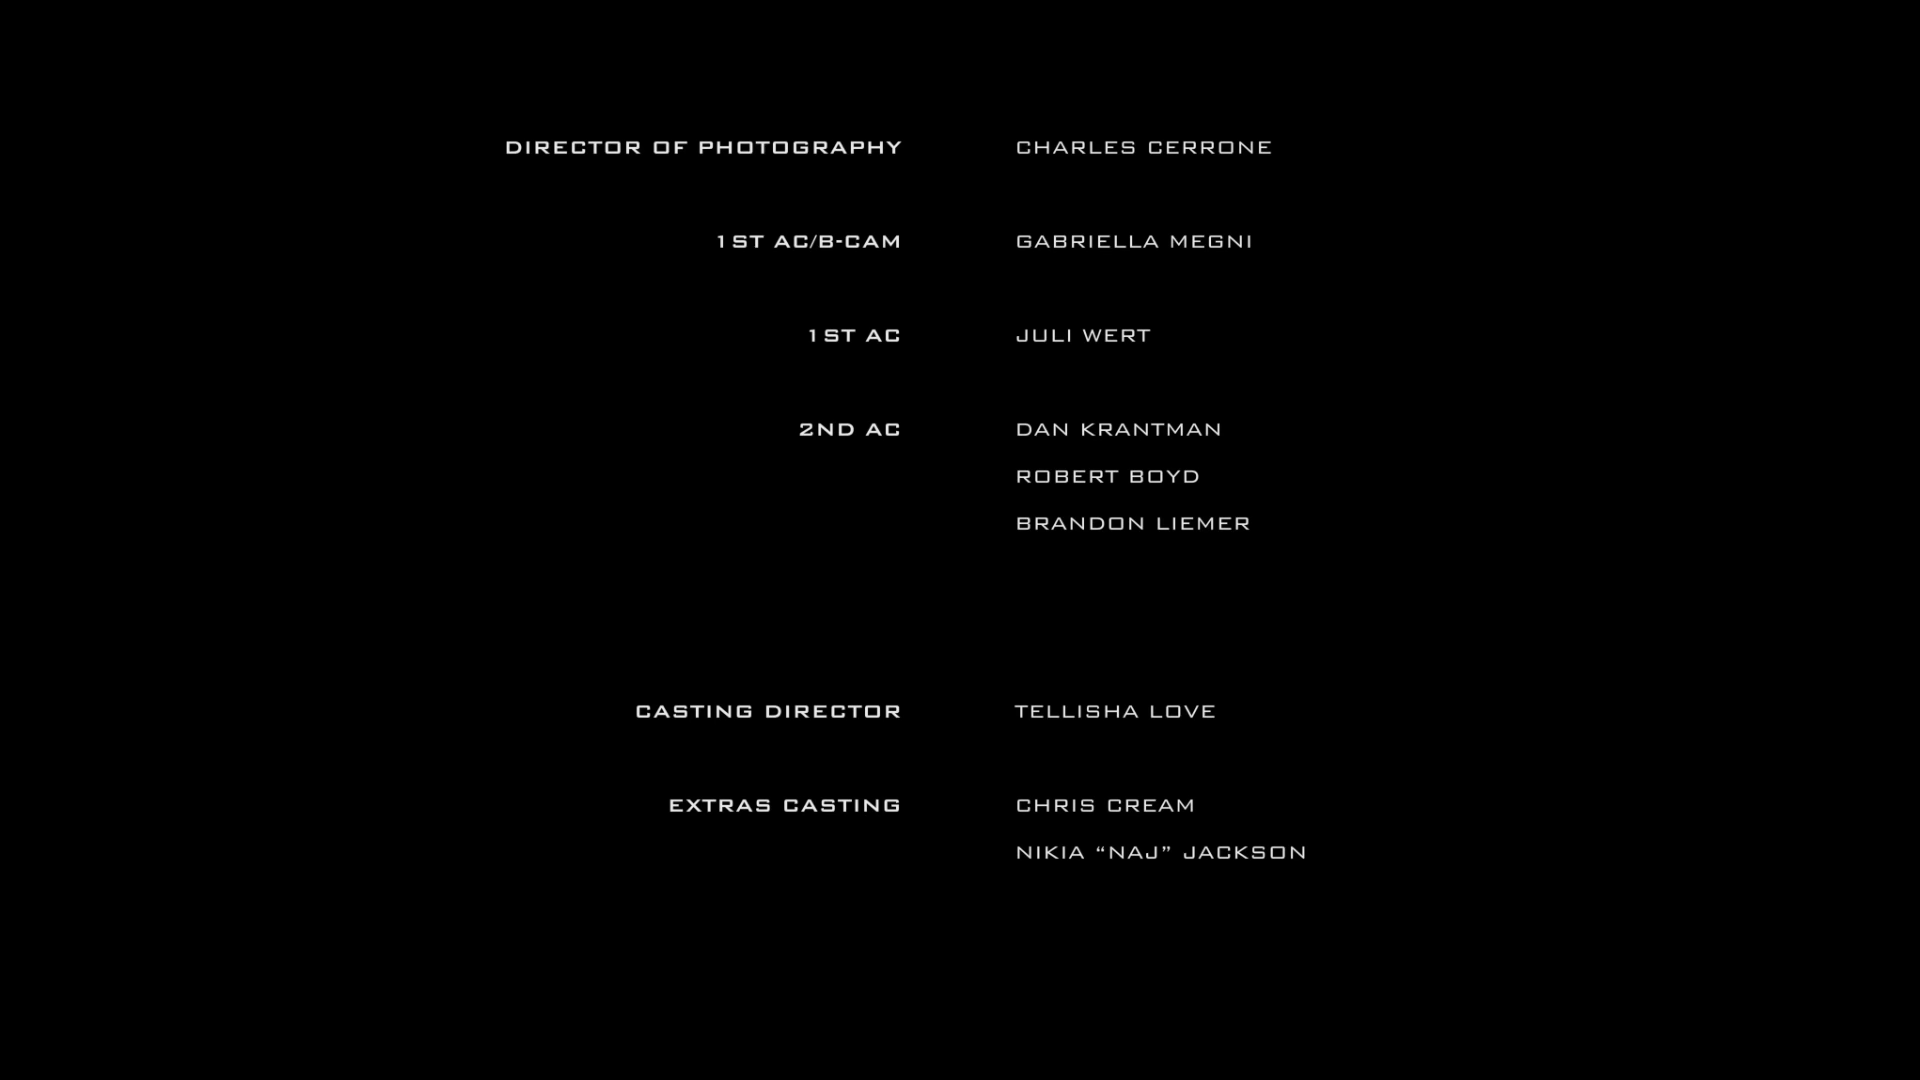 DIRECTOR OF PHOTOGRAPHY CHARLES CERRONE
1ST AC/B-CAM GABRIELLA MEGNI
1ST AC JULI WERT
2ND AC DAN KRANTMAN
ROBERT BOYD
BRANDON LIEMER
CASTING DIRECTOR TELLISHA LOVE
EXTRAS CASTING CHRIS CREAM
NIKIA “NAJ” JACKSON